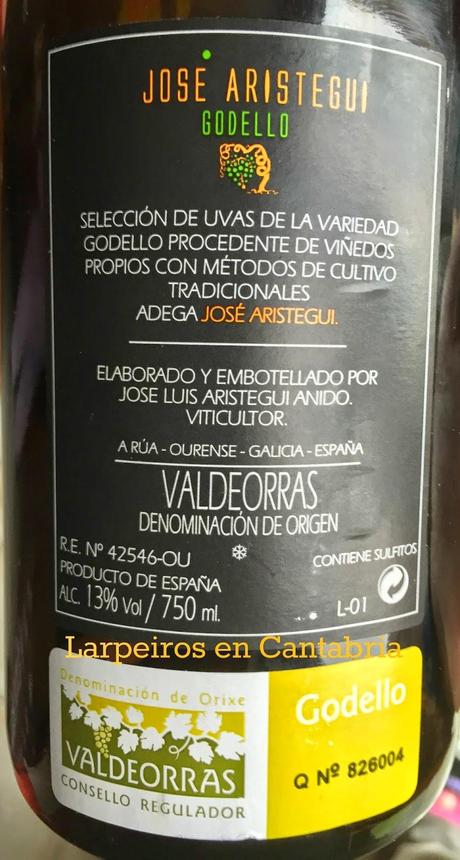 JOSÉ ARISTEGUI
GODELLO
SELECCIÓN DE UVAS DE LA VARIEDAD
GODELLO PROCEDENTE DE VIÑEDOS
PROPIOS CON MÉTODOS DE CULTIVO
TRADICIONALES
ADEGA JOSÉ ARISTEGUI.
ELABORADO Y EMBOTELLADO POR
JOSE LUIS ARISTEGUI ANIDO.
VITICULTOR.
A RÚA - OURENSE - GALICIA - ESPAÑA
VALDEORRAS
DENOMINACIÓN DE ORIGEN
R.E. Nº 42546-OU
CONTIENE SULFITOS
PRODUCTO DE ESPAÑA
ALC. 13% Vol / 750 ml.
L-01
Larpeiros en Cantabria
Denominación de Orixe
VALDEORRAS
CONSELLO REGULADOR
Godello
Q Nº 826004